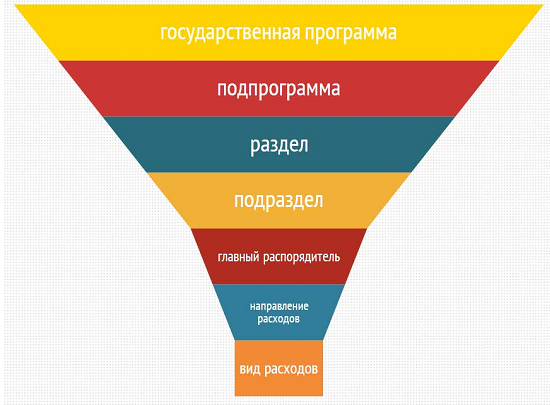 государственная программа
подпрограмма
раздел
подраздел
главный распорядитель
направление
расходов
вид расходов